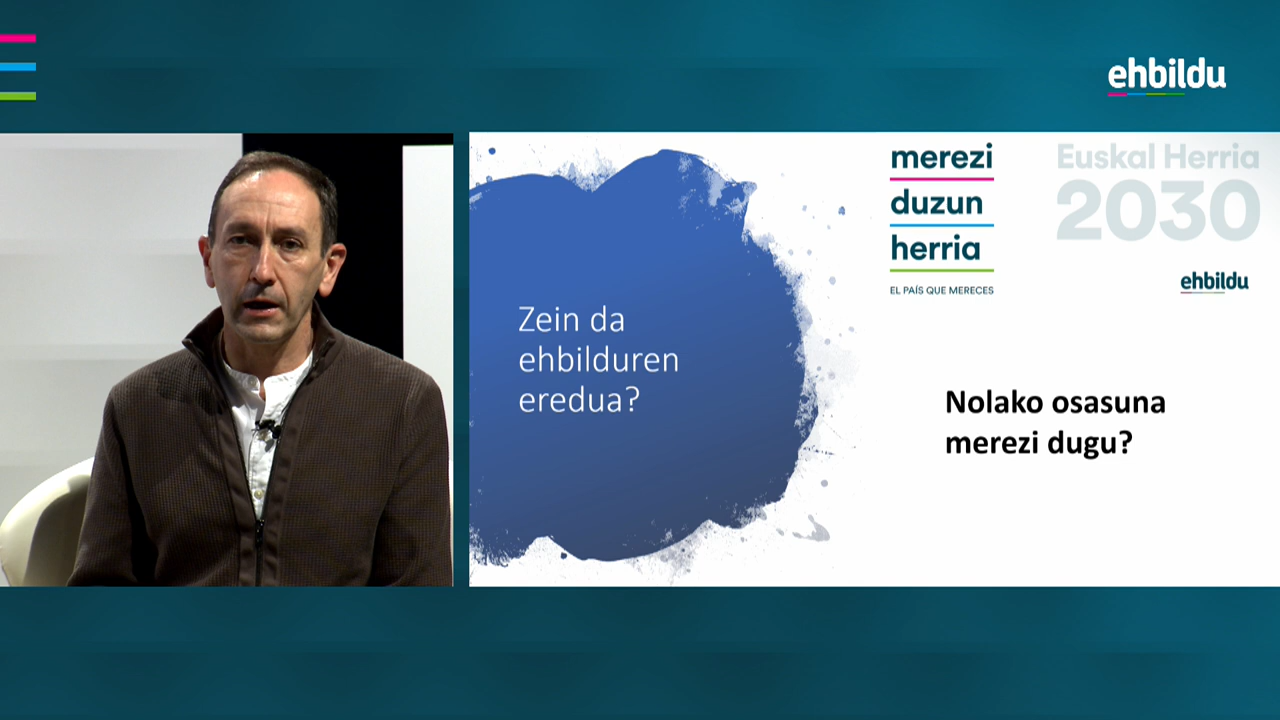 ehbildu
merezi
duzun
herria
EL PAÍS QUE MERECES
Euskal Herria
2030
ehbildu
Zein da
ehbilduren
eredua?
Nolako osasuna
merezi dugu?